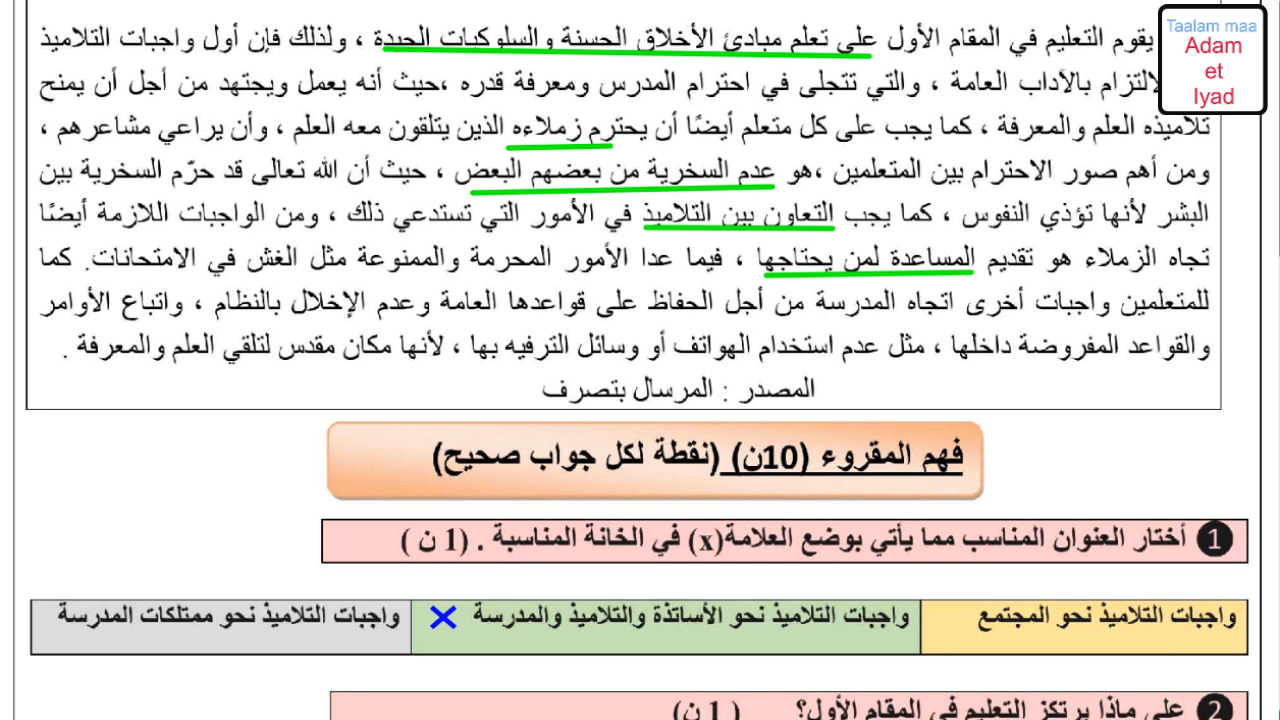 Taalam maa
Adam
et
Iyad
يقوم التعليم في المقام الأول على تعلم مبادئ الأخلاق الحسنة والسلوكيات الجيدة ، ولذلك فإن أول واجبات التلاميذ
الالتزام بالآداب العامة ، والتي تتجلى في احترام المدرس ومعرفة قدره ،حيث أنه يعمل ويجتهد من أجل أن يمنح
تلاميذه العلم والمعرفة ، كما يجب على كل متعلم أيضًا أن يحترم زملاءه الذين يتلقون معه العلم ، وأن يراعي مشاعرهم ،
ومن أهم صور الاحترام بين المتعلمين ،هو عدم السخرية من بعضهم البعض ، حيث أن الله تعالى قد حرّم السخرية بين
البشر لأنها تؤذي النفوس ، كما يجب التعاون بين التلاميذ في الأمور التي تستدعي ذلك ، ومن الواجبات اللازمة أيضًا
تجاه الزملاء هو تقديم المساعدة لمن يحتاجها ، فيما عدا الأمور المحرمة والممنوعة مثل الغش في الامتحانات. كما
للمتعلمين واجبات أخرى اتجاه المدرسة من أجل الحفاظ على قواعدها العامة وعدم الإخلال بالنظام ، واتباع الأوامر
والقواعد المفروضة داخلها ، مثل عدم استخدام الهواتف أو وسائل الترفيه بها ، لأنها مكان مقدس لتلقي العلم والمعرفة .
المصدر : المرسال بتصرف
فهم المقروء (10ن) (نقطة لكل جواب صحيح)
1 أختار العنوان المناسب مما يأتي بوضع العلامة(x) في الخانة المناسبة . (1 ن )
واجبات التلاميذ نحو المجتمع
واجبات التلاميذ نحو الأساتذة والتلاميذ والمدرسة ×
واجبات التلاميذ نحو ممتلكات المدرسة
2 على ماذا يرتكز التعليم في المقام الأول؟ ( 1 ن)